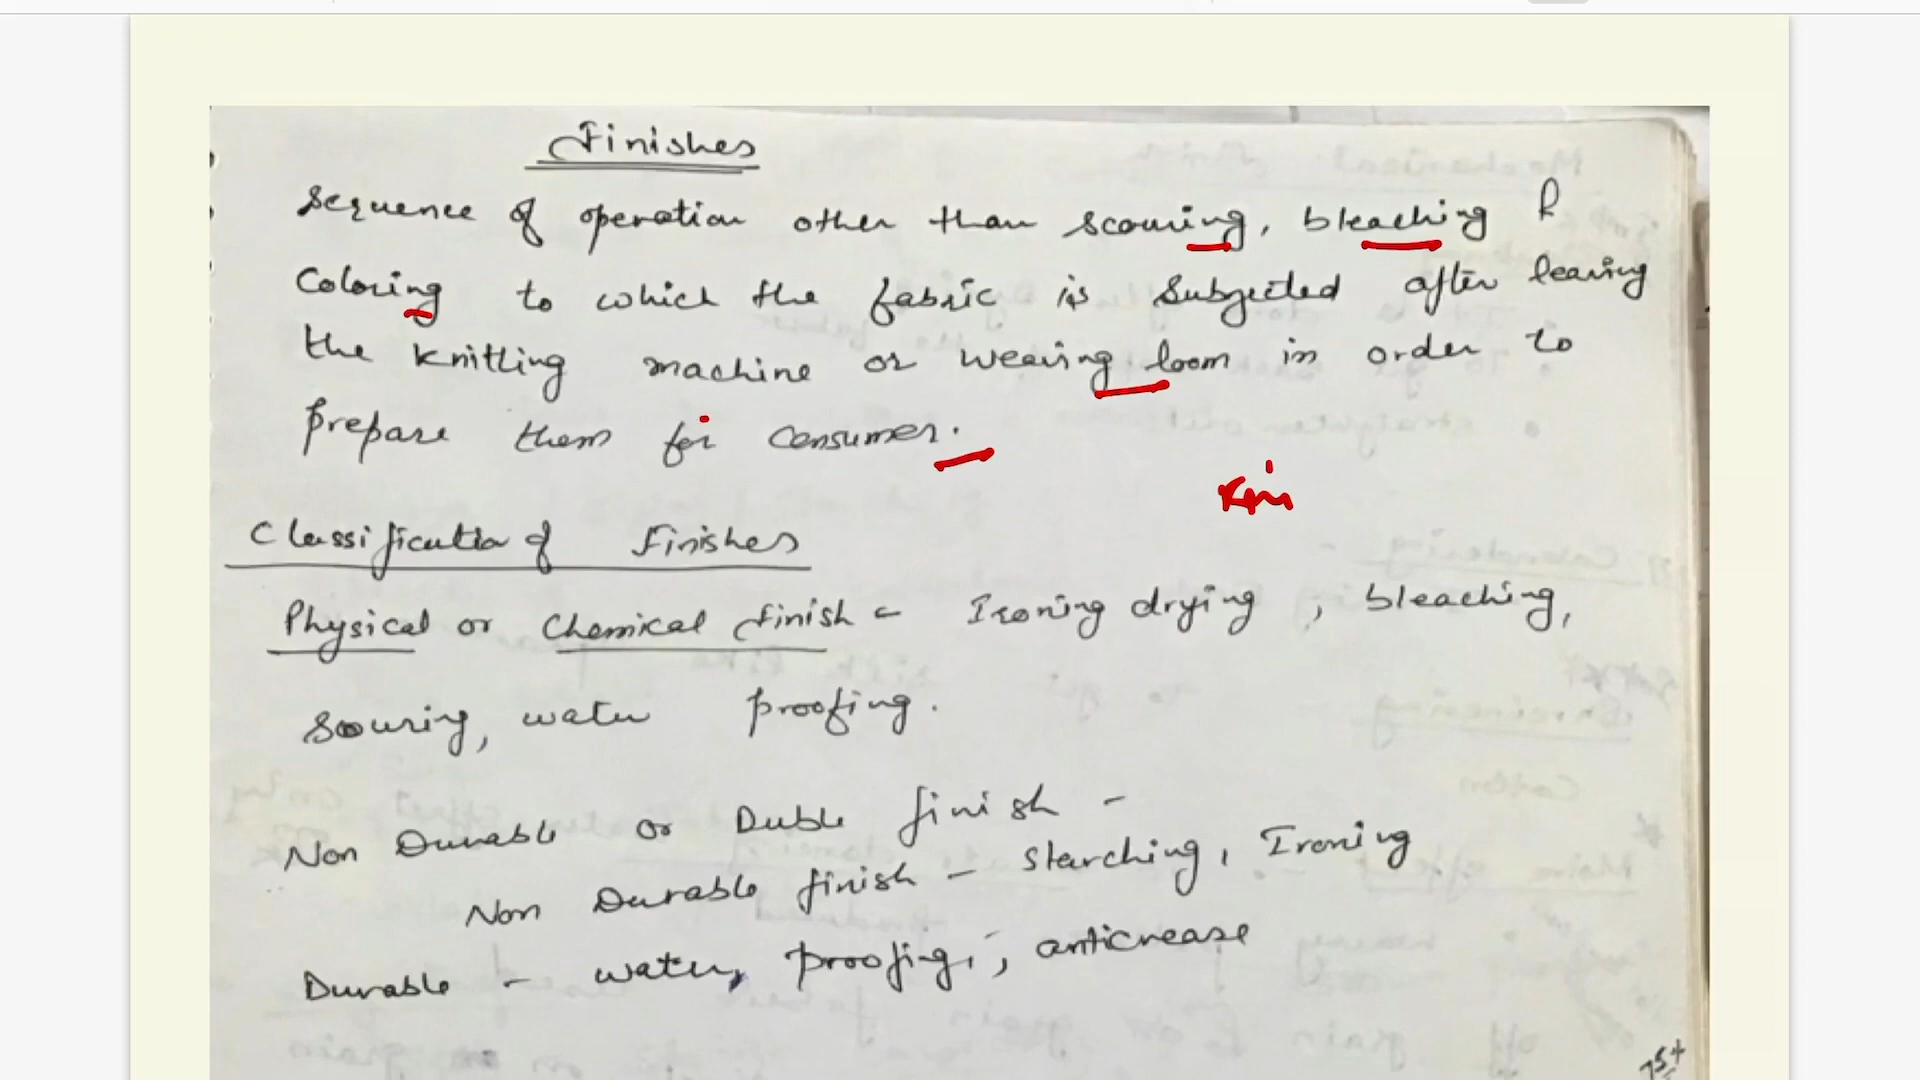 Finishes
Sequence of operation other than scouring, bleaching &
Coloring to which the fabric is subjected after leaving
the knitting machine or weaving loom in order to
prepare them for consumer.
Kni
Classification of Finishes
Physical or Chemical finish - Ironing drying, bleaching,
Scouring, water proofing.
Non Durable or Duble finish -
Non Durable finish - starching, Ironing
Durable - water, proofing, anticrease